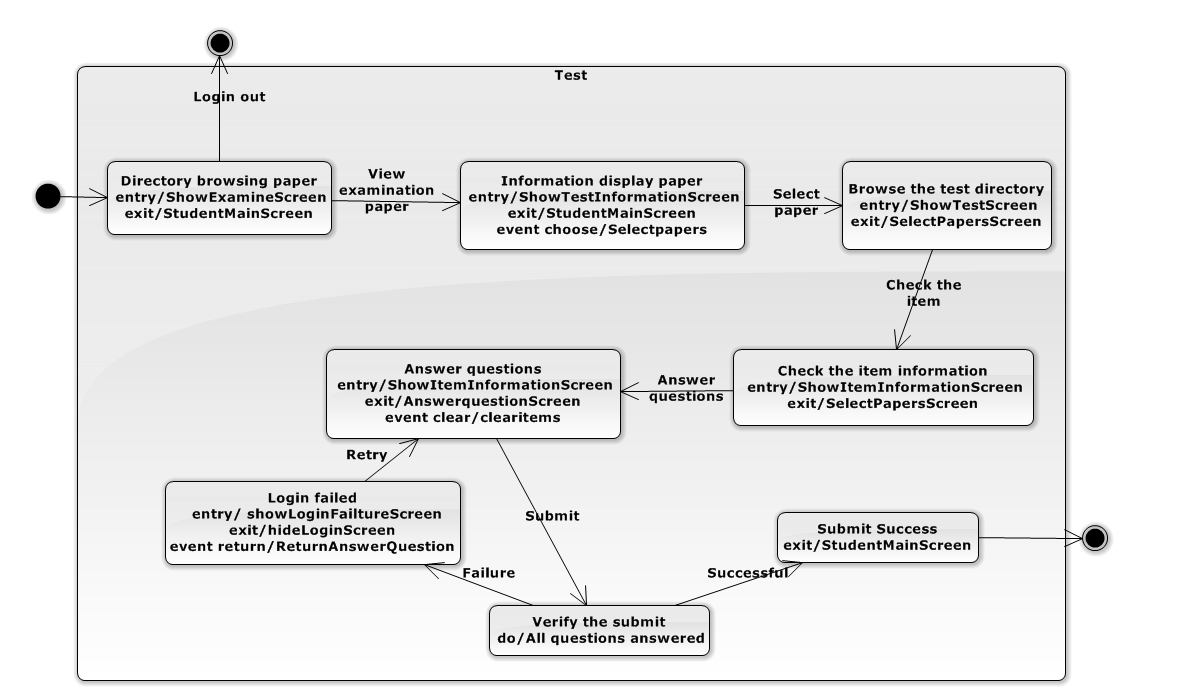 Test
Login out
Directory browsing paper
entry/ShowExamineScreen
exit/StudentMainScreen
View
examination
paper
Information display paper
entry/ShowTestInformationScreen
exit/StudentMainScreen
event choose/Selectpapers
Select
paper
Browse the test directory
entry/ShowTestScreen
exit/SelectPapersScreen
Check the
item
Check the item information
entry/ShowItemInformationScreen
exit/SelectPapersScreen
Answer
questions
Answer questions
entry/ShowItemInformationScreen
exit/AnswerquestionScreen
event clear/clearitems
Retry
Login failed
entry/ showLoginFailtureScreen
exit/hideLoginScreen
event return/ReturnAnswerQuestion
Submit
Failure
Verify the submit
do/All questions answered
Successful
Submit Success
exit/StudentMainScreen